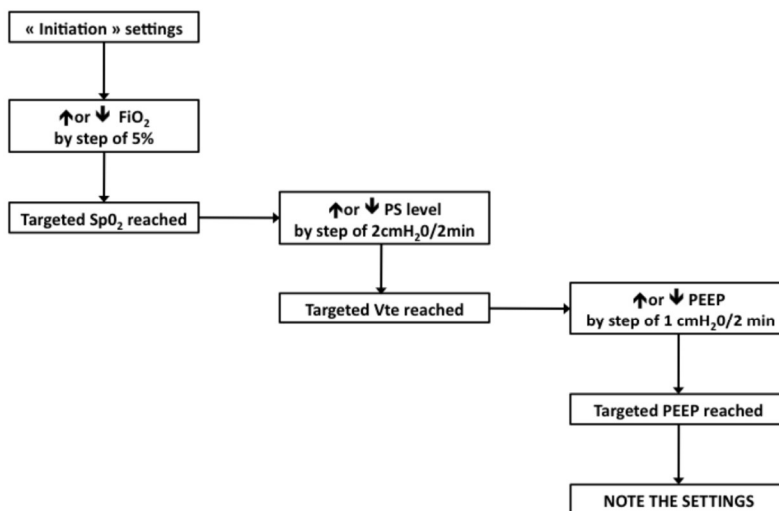 « Initiation » settings
↑or ↓ FiO₂
by step of 5%
Targeted Sp0₂ reached
↑or ↓ PS level
by step of 2cmH₂0/2min
Targeted Vte reached
↑or ↓ PEEP
by step of 1 cmH₂0/2 min
Targeted PEEP reached
NOTE THE SETTINGS